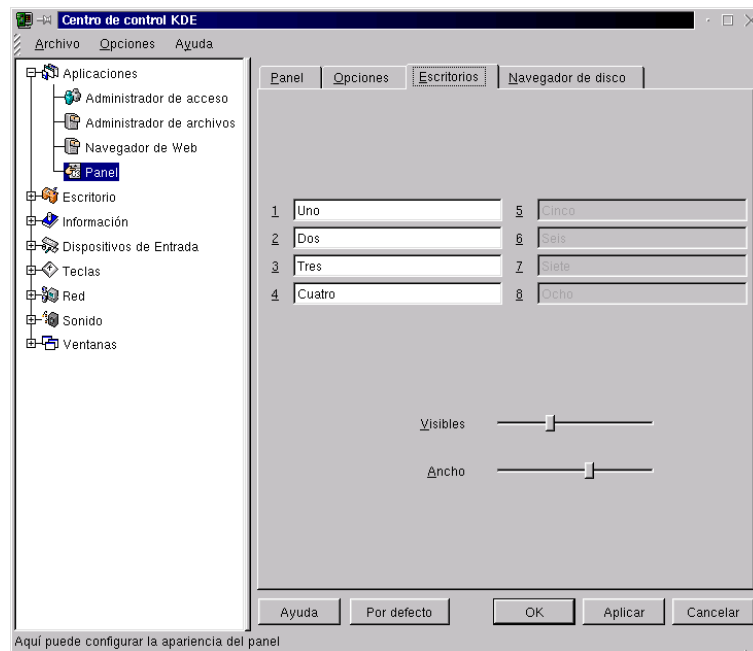 Centro de control KDE
Archivo Opciones Ayuda
Aplicaciones
Administrador de acceso
Administrador de archivos
Navegador de Web
Panel
Escritorio
Información
Dispositivos de Entrada
Teclas
Red
Sonido
Ventanas
Panel Opciones Escritorios Navegador de disco
1 Uno 5 Cinco
2 Dos 6 Seis
3 Tres 7 Siete
4 Cuatro 8 Ocho
Visibles
Ancho
Ayuda Por defecto OK Aplicar Cancelar
Aquí puede configurar la apariencia del panel